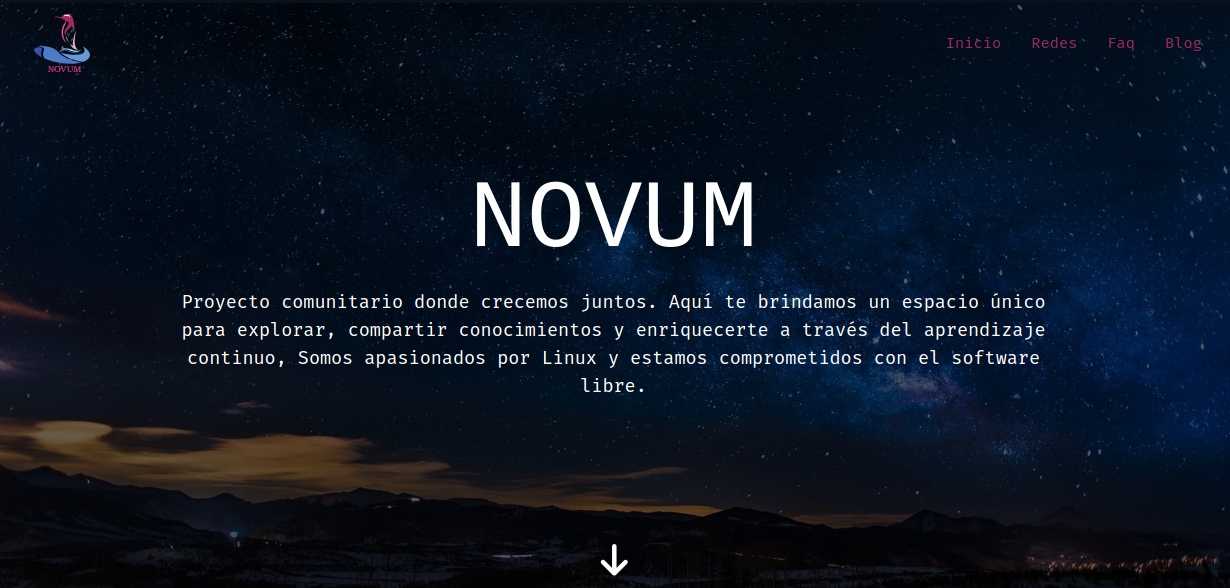 NOVUM
Inicio Redes Faq Blog
NOVUM
Proyecto comunitario donde crecemos juntos. Aquí te brindamos un espacio único
para explorar, compartir conocimientos y enriquecerte a través del aprendizaje
continuo, Somos apasionados por Linux y estamos comprometidos con el software
libre.